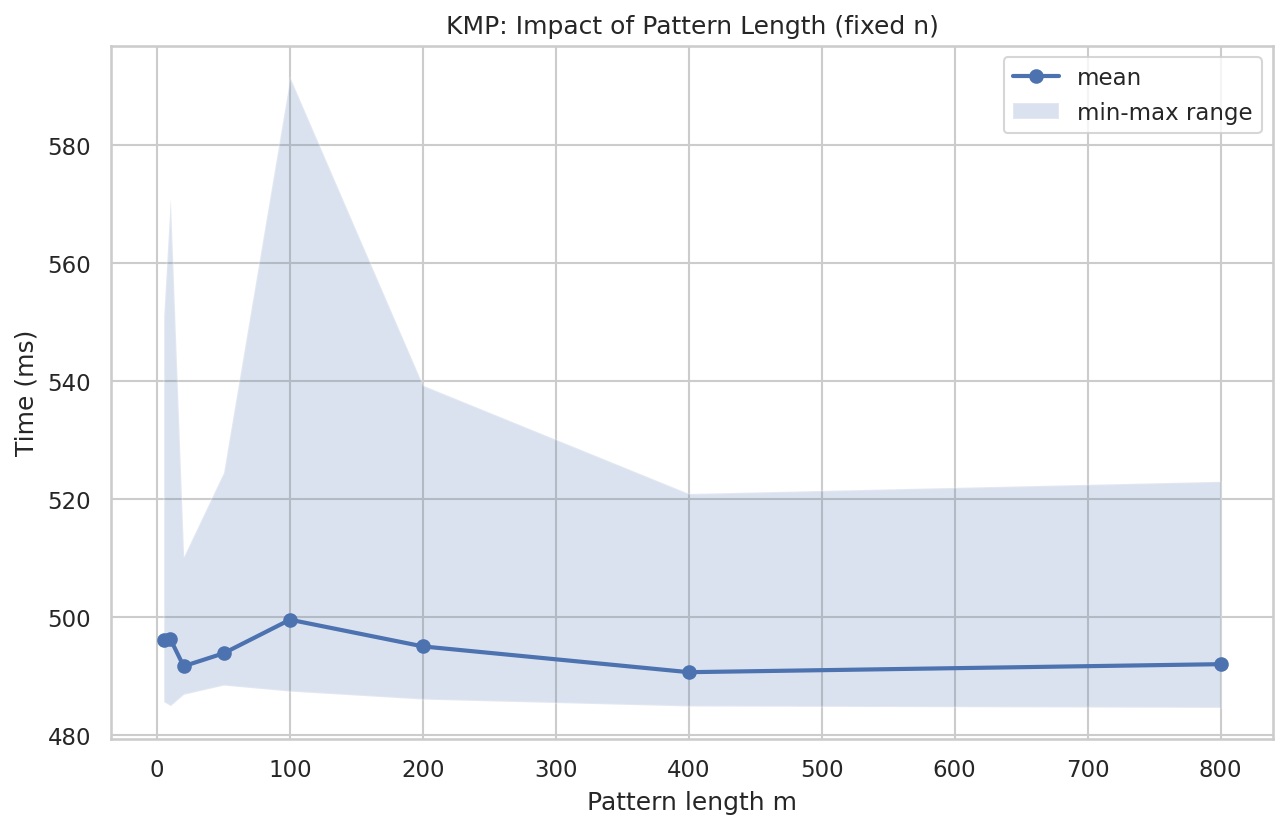 KMP: Impact of Pattern Length (fixed n)
mean
min-max range
Time (ms)
580
560
540
520
500
480
0 100 200 300 400 500 600 700 800
Pattern length m